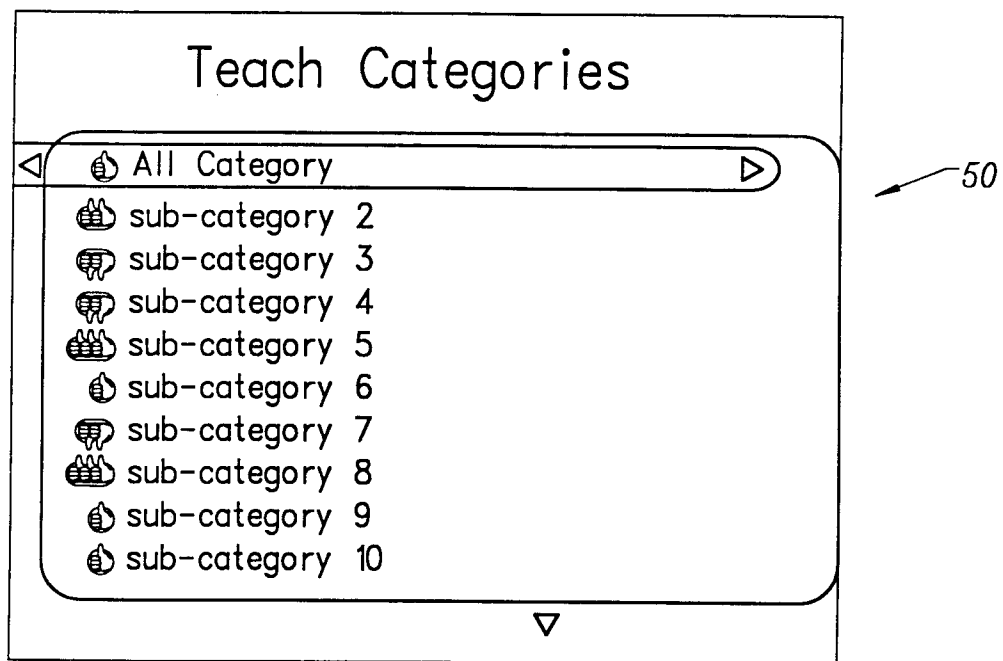 Teach Categories
All Category
50
sub-category 2
sub-category 3
sub-category 4
sub-category 5
sub-category 6
sub-category 7
sub-category 8
sub-category 9
sub-category 10